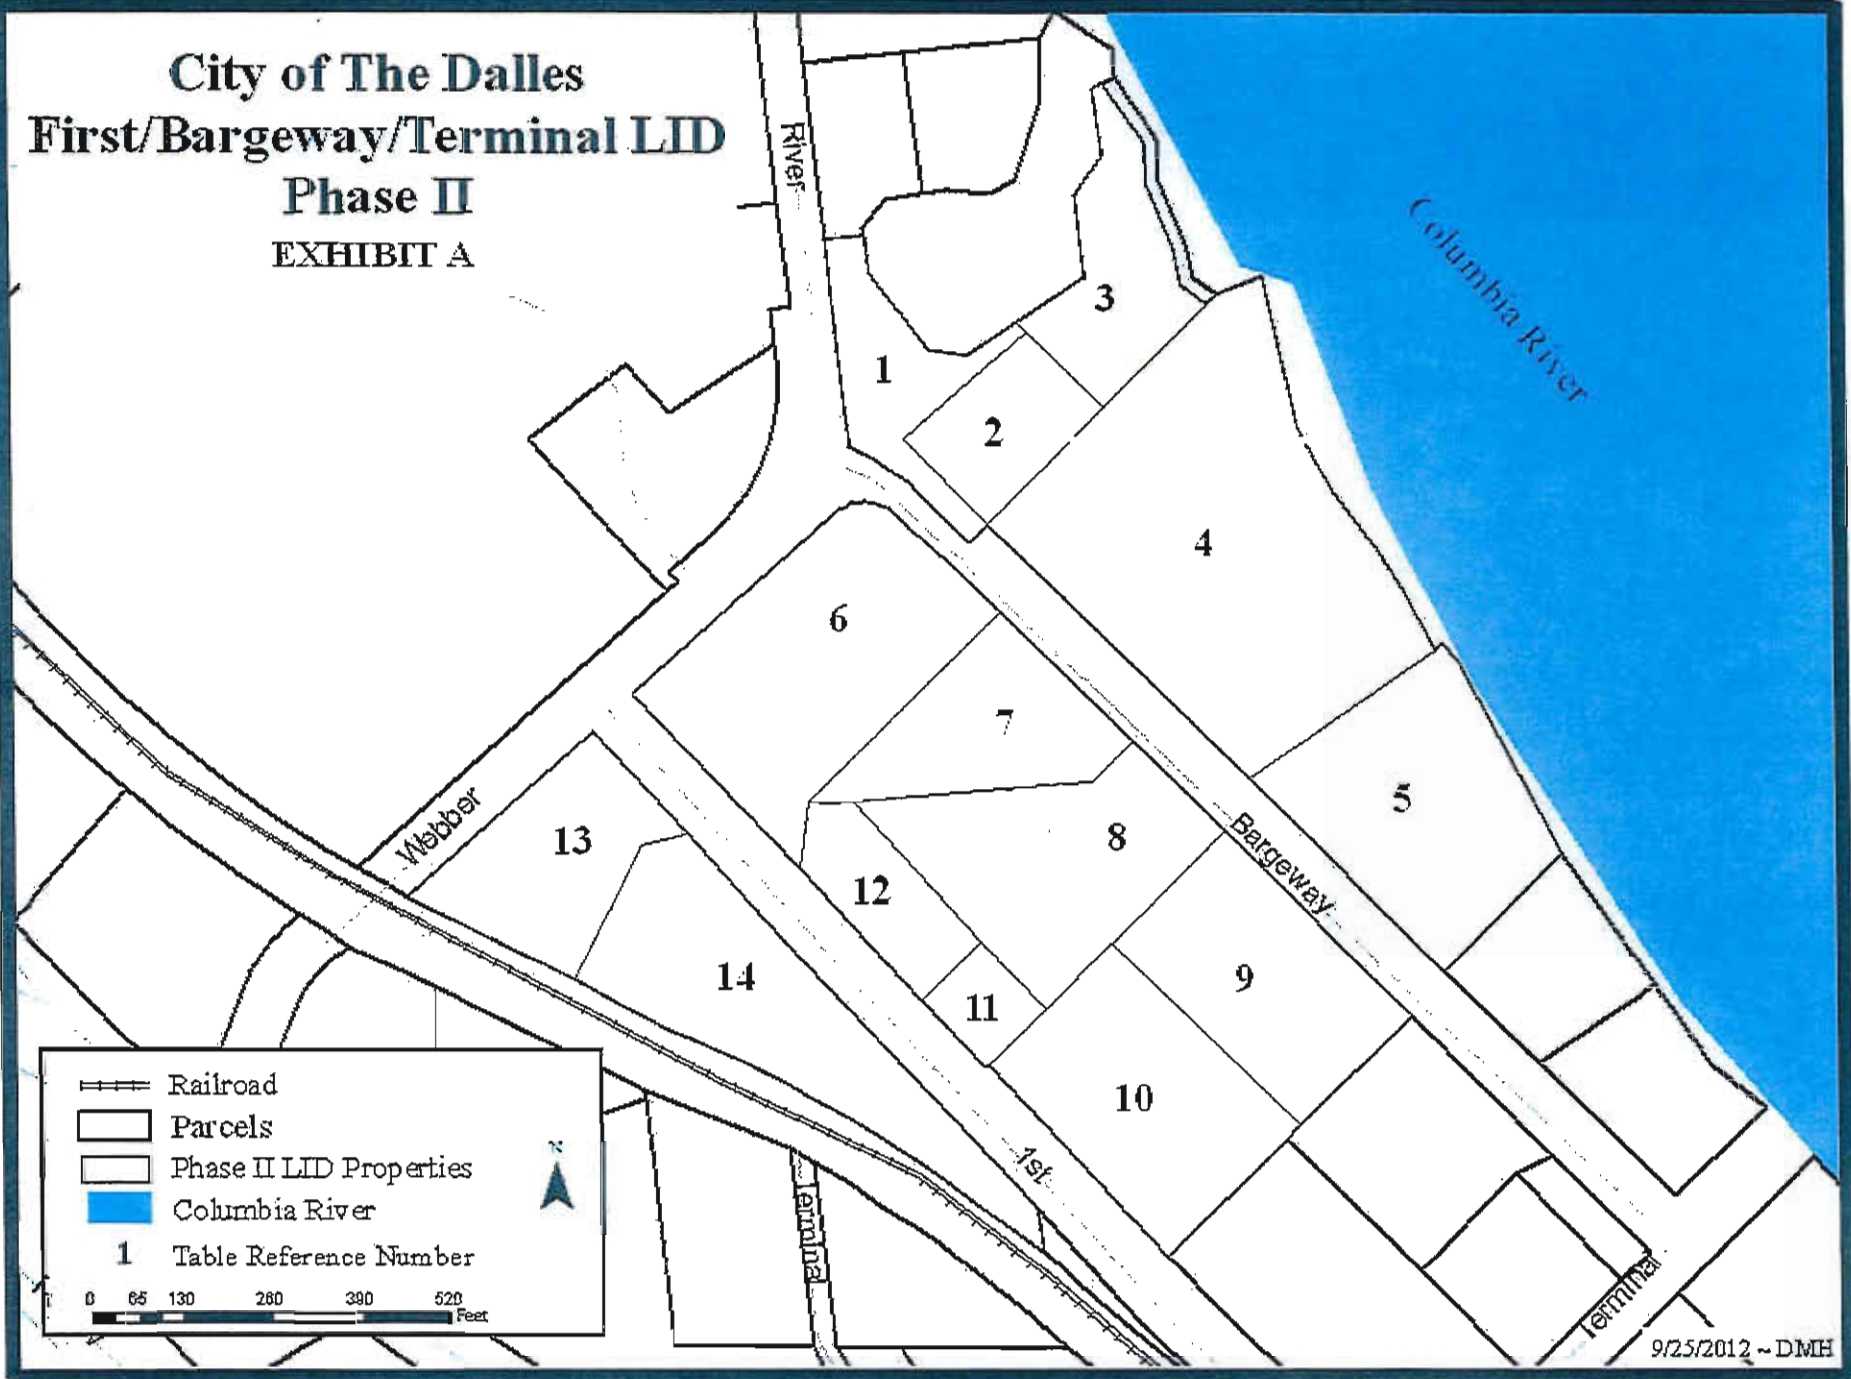 City of The Dalles
First/Bargeway/Terminal LID
Phase II
EXHIBIT A
River
Columbia River
3
1
2
4
6
7
5
Webber
13
8
Bargeway
12
14
11
9
10
1st
Terminal
Terminal
Railroad
Parcels
Phase II LID Properties
Columbia River
1 Table Reference Number
N
0 65 130 260 390 520
Feet
9/25/2012 ~ DMH